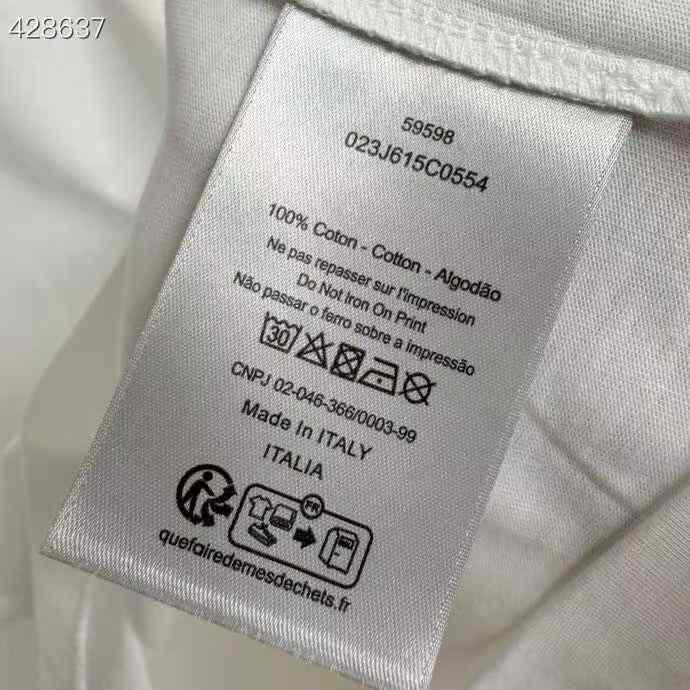 428637
59598
023J615C0554
100% Coton - Cotton - Algodão
Ne pas repasser sur l'impression
Do Not Iron On Print
Não passar o ferro sobre a impressão
30
CNPJ 02-046-366/0003-99
Made In ITALY
ITALIA
FR
quefairedemesdechets.fr